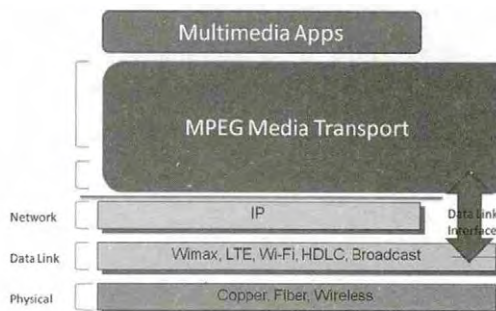 Multimedia Apps
MPEG Media Transport
Network
IP
Data Link
Interface
Data Link
Wimax, LTE, Wi-Fi, HDLC, Broadcast
Physical
Copper, Fiber, Wireless